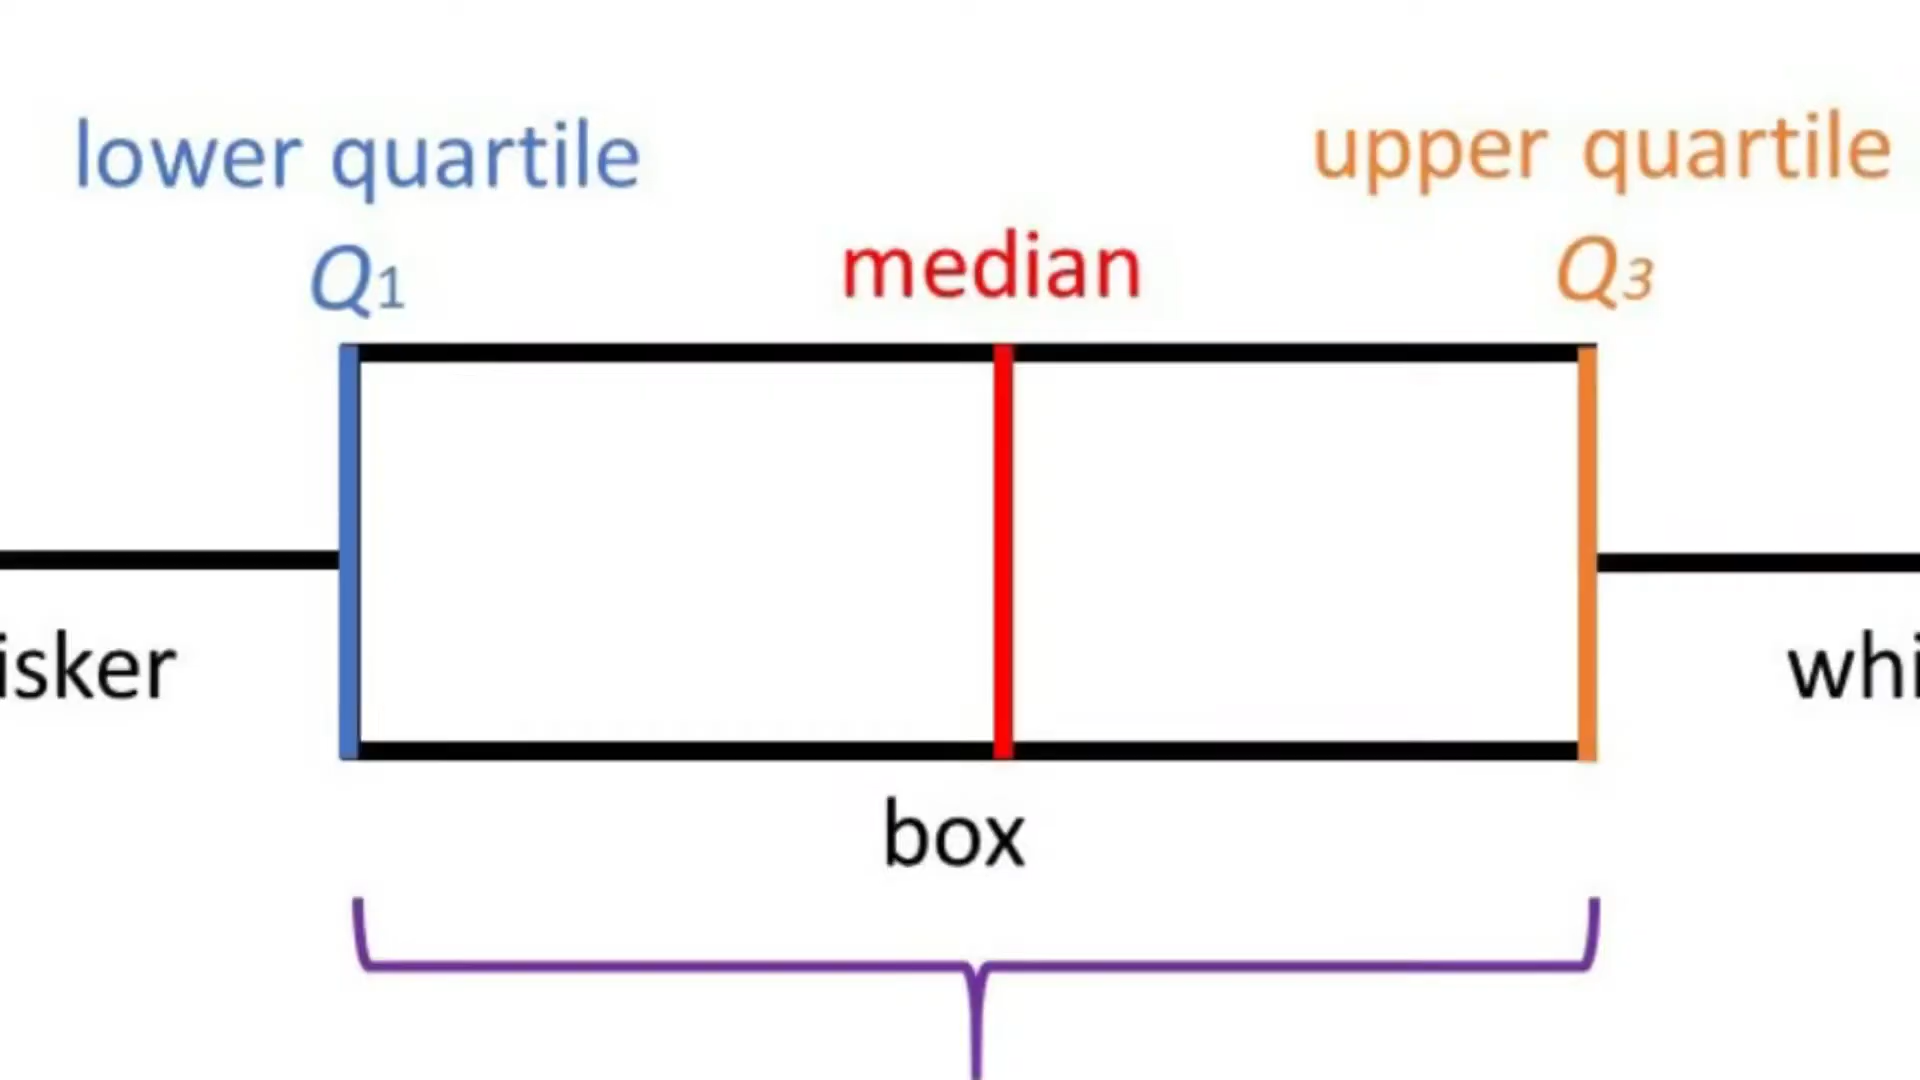 lower quartile
upper quartile
Q1
median
Q3
isker
whi
box